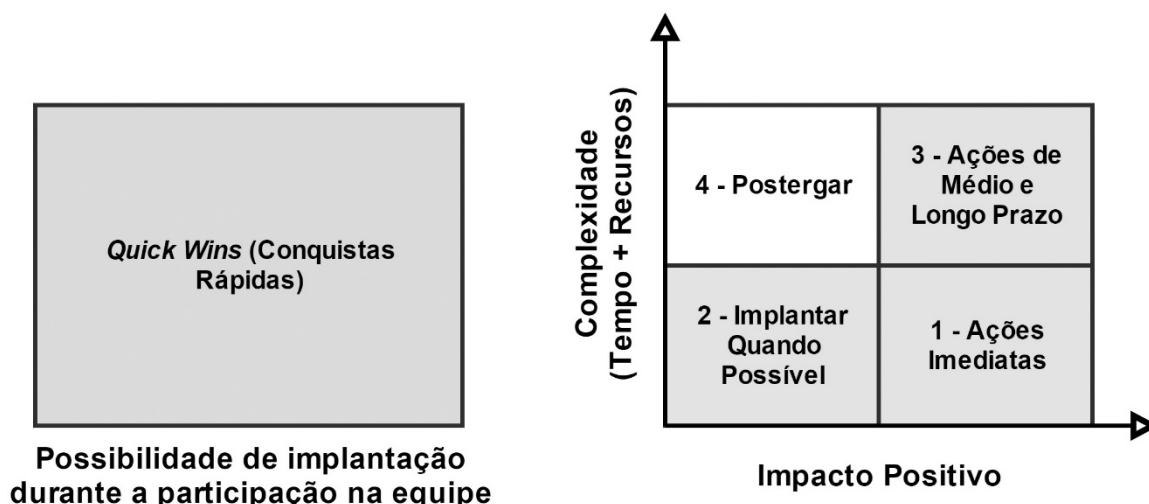 Quick Wins (Conquistas
Rápidas)
Possibilidade de implantação
durante a participação na equipe
Complexidade
(Tempo + Recursos)
4 - Postergar
3 - Ações de
Médio e
Longo Prazo
2 - Implantar
Quando
Possível
1 - Ações
Imediatas
Impacto Positivo